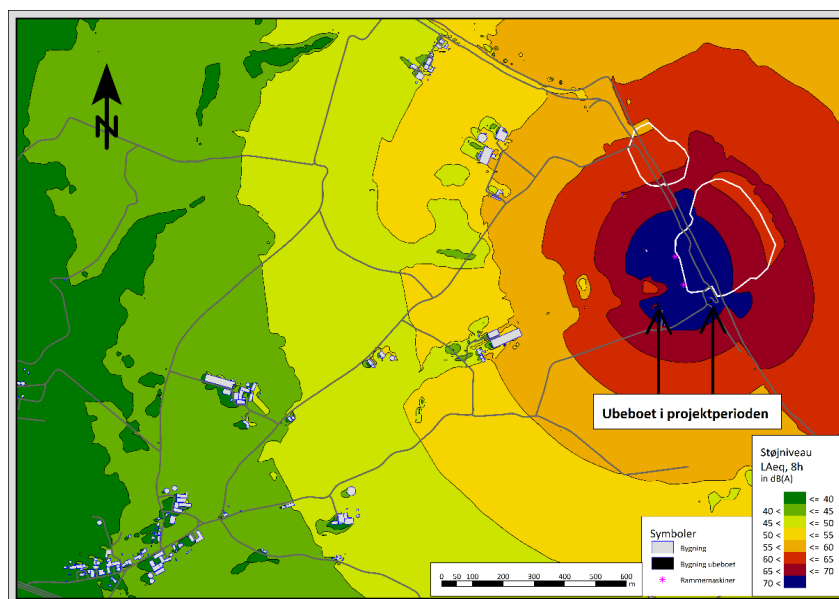 N
Ubeboet i projektperioden
Støjniveau
LAeq, 8h
in dB(A)
<= 40
40 < <= 45
45 < <= 50
50 < <= 55
55 < <= 60
60 < <= 65
65 < <= 70
70 <
Symboler
Bygning
Bygning ubeboet
Rammemaskiner
0 50 100 200 300 400 500 600
m